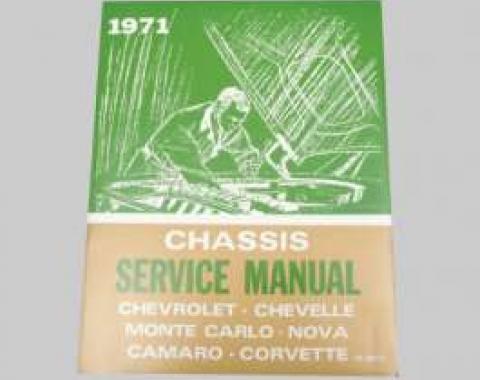 1971
CHASSIS
SERVICE MANUAL
CHEVROLET · CHEVELLE
MONTE CARLO · NOVA
CAMARO · CORVETTE